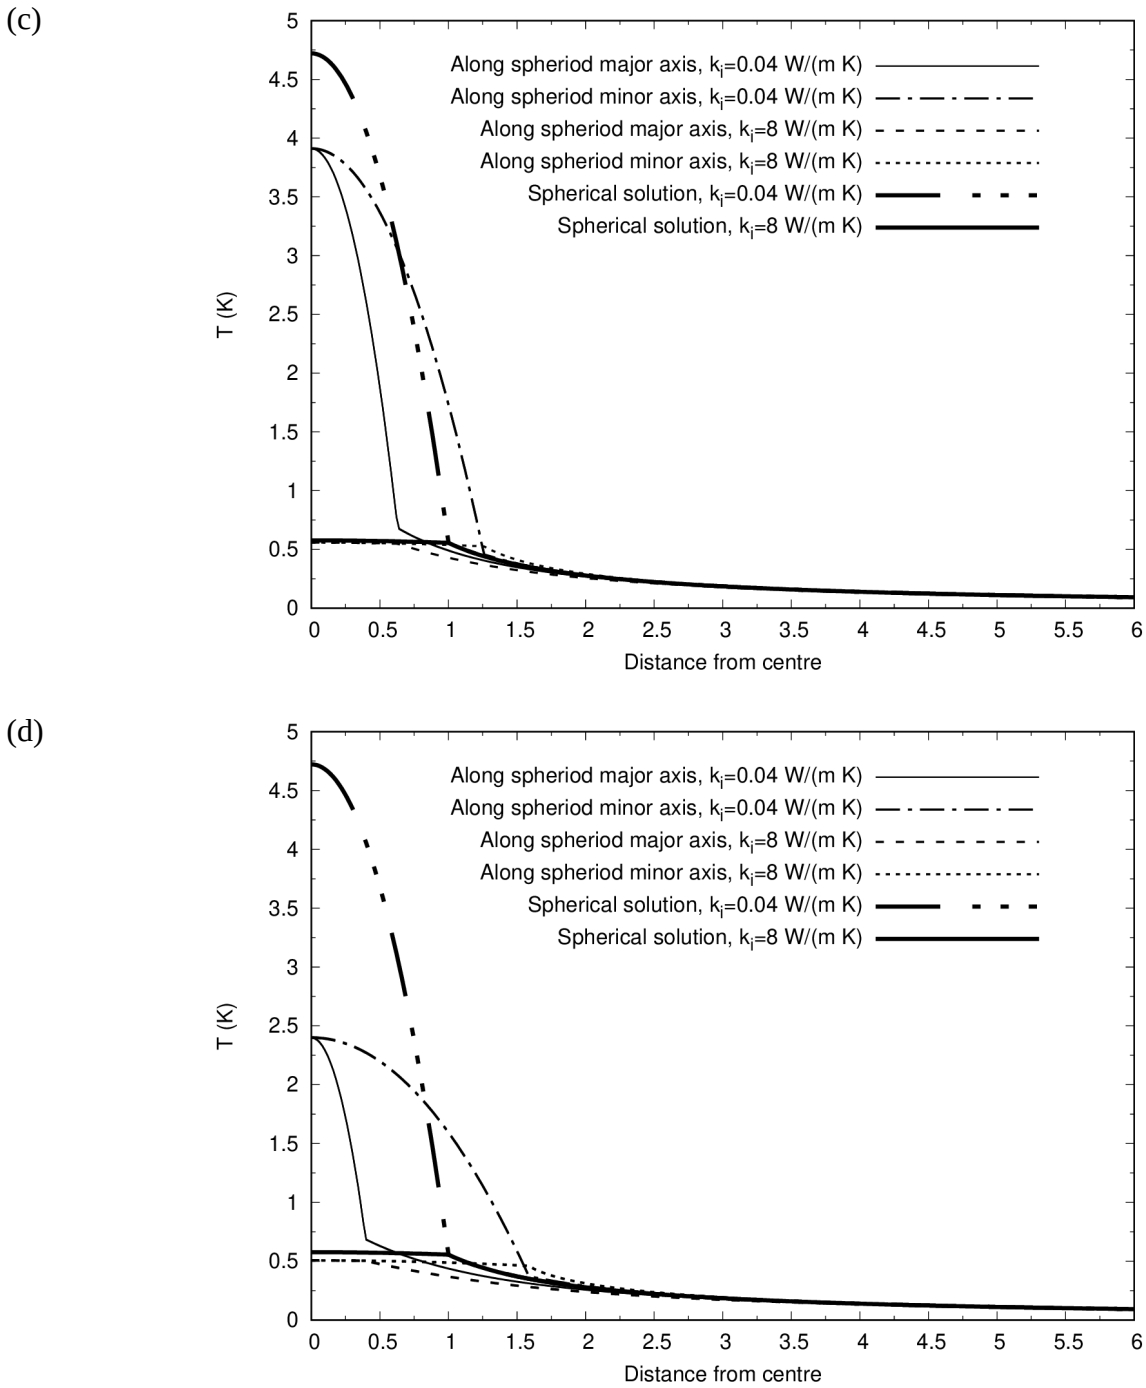 (c)
5
4.5
4
3.5
3
2.5
2
1.5
1
0.5
0
T (K)
Along spheriod major axis, ki=0.04 W/(m K)
Along spheriod minor axis, ki=0.04 W/(m K)
Along spheriod major axis, ki=8 W/(m K)
Along spheriod minor axis, ki=8 W/(m K)
Spherical solution, ki=0.04 W/(m K)
Spherical solution, ki=8 W/(m K)
0 0.5 1 1.5 2 2.5 3 3.5 4 4.5 5 5.5 6
Distance from centre
(d)
5
4.5
4
3.5
3
2.5
2
1.5
1
0.5
0
T (K)
Along spheriod major axis, ki=0.04 W/(m K)
Along spheriod minor axis, ki=0.04 W/(m K)
Along spheriod major axis, ki=8 W/(m K)
Along spheriod minor axis, ki=8 W/(m K)
Spherical solution, ki=0.04 W/(m K)
Spherical solution, ki=8 W/(m K)
0 0.5 1 1.5 2 2.5 3 3.5 4 4.5 5 5.5 6
Distance from centre